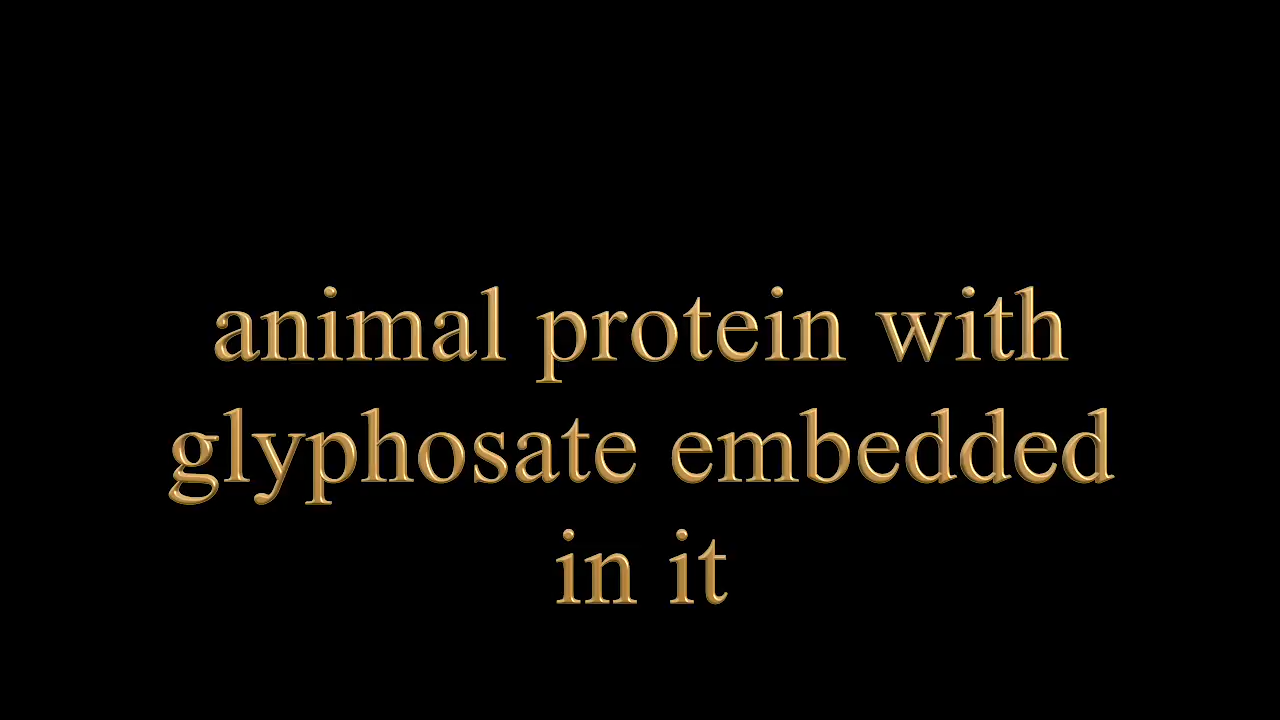 animal protein with
glyphosate embedded
in it